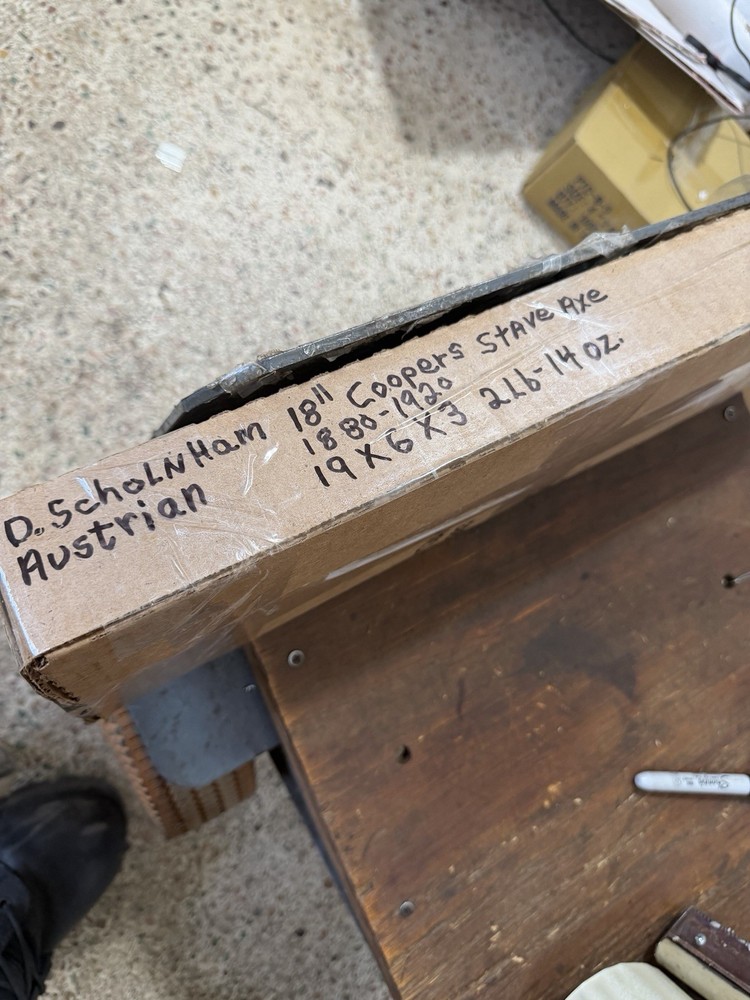 D. ScholNHam 18" Coopers Stave Axe
Austrian 1880-1920
19 X 6 X 3 2Lb-14 oz.